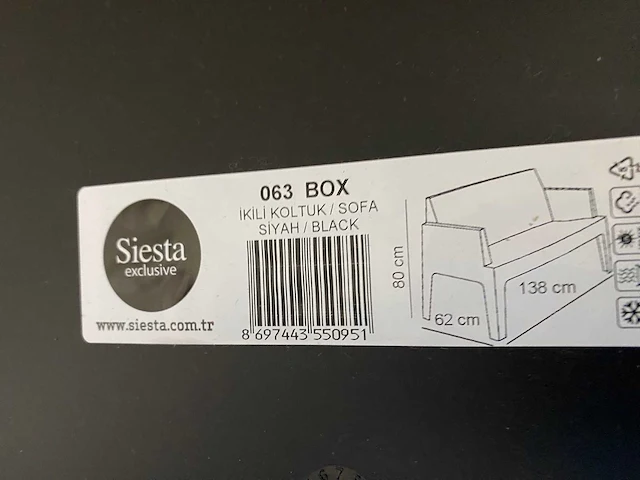 Siesta
exclusive
www.siesta.com.tr
063 BOX
İKİLİ KOLTUK / SOFA
SİYAH / BLACK
8 697443 550951
80 cm
62 cm
138 cm